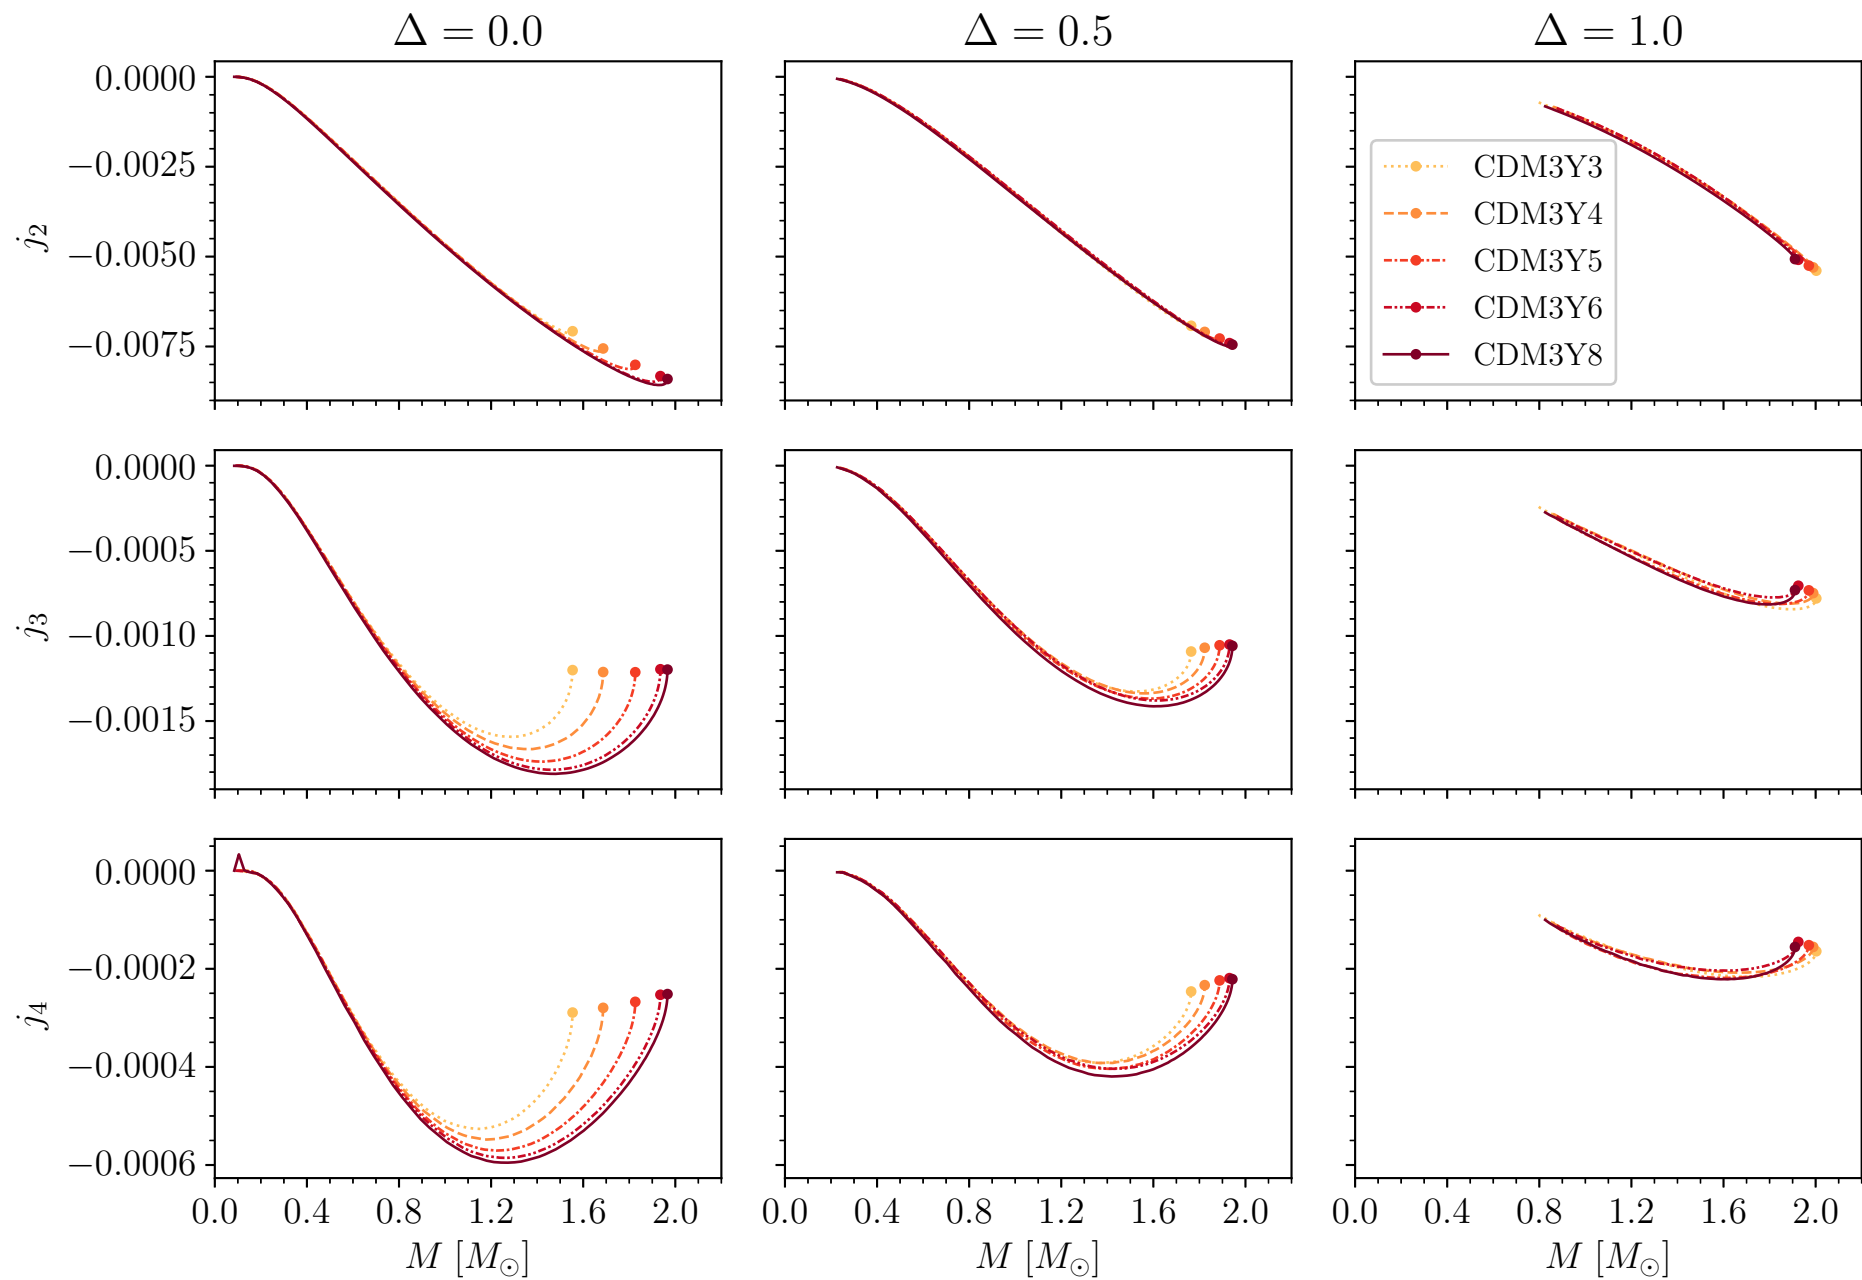 Δ = 0.0
Δ = 0.5
Δ = 1.0
0.0000
−0.0025
−0.0050
−0.0075
j₂
CDM3Y3
CDM3Y4
CDM3Y5
CDM3Y6
CDM3Y8
0.0000
−0.0005
−0.0010
−0.0015
j₃
0.0000
−0.0002
−0.0004
−0.0006
j₄
0.0 0.4 0.8 1.2 1.6 2.0
0.0 0.4 0.8 1.2 1.6 2.0
0.0 0.4 0.8 1.2 1.6 2.0
M [M⊙]
M [M⊙]
M [M⊙]